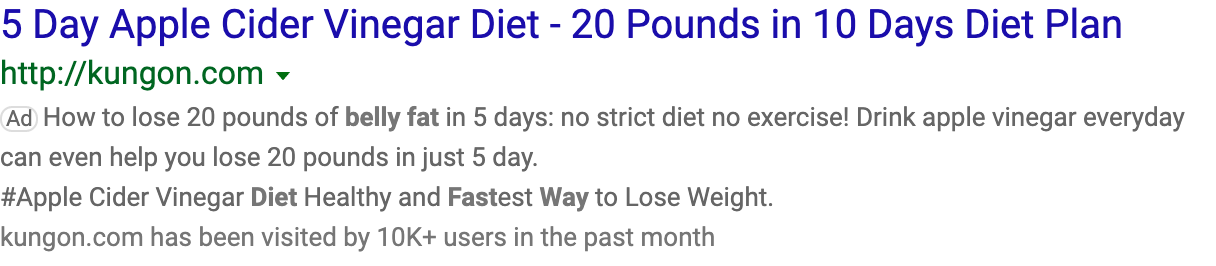 5 Day Apple Cider Vinegar Diet - 20 Pounds in 10 Days Diet Plan
http://kungon.com
Ad How to lose 20 pounds of belly fat in 5 days: no strict diet no exercise! Drink apple vinegar everyday
can even help you lose 20 pounds in just 5 day.
#Apple Cider Vinegar Diet Healthy and Fastest Way to Lose Weight.
kungon.com has been visited by 10K+ users in the past month